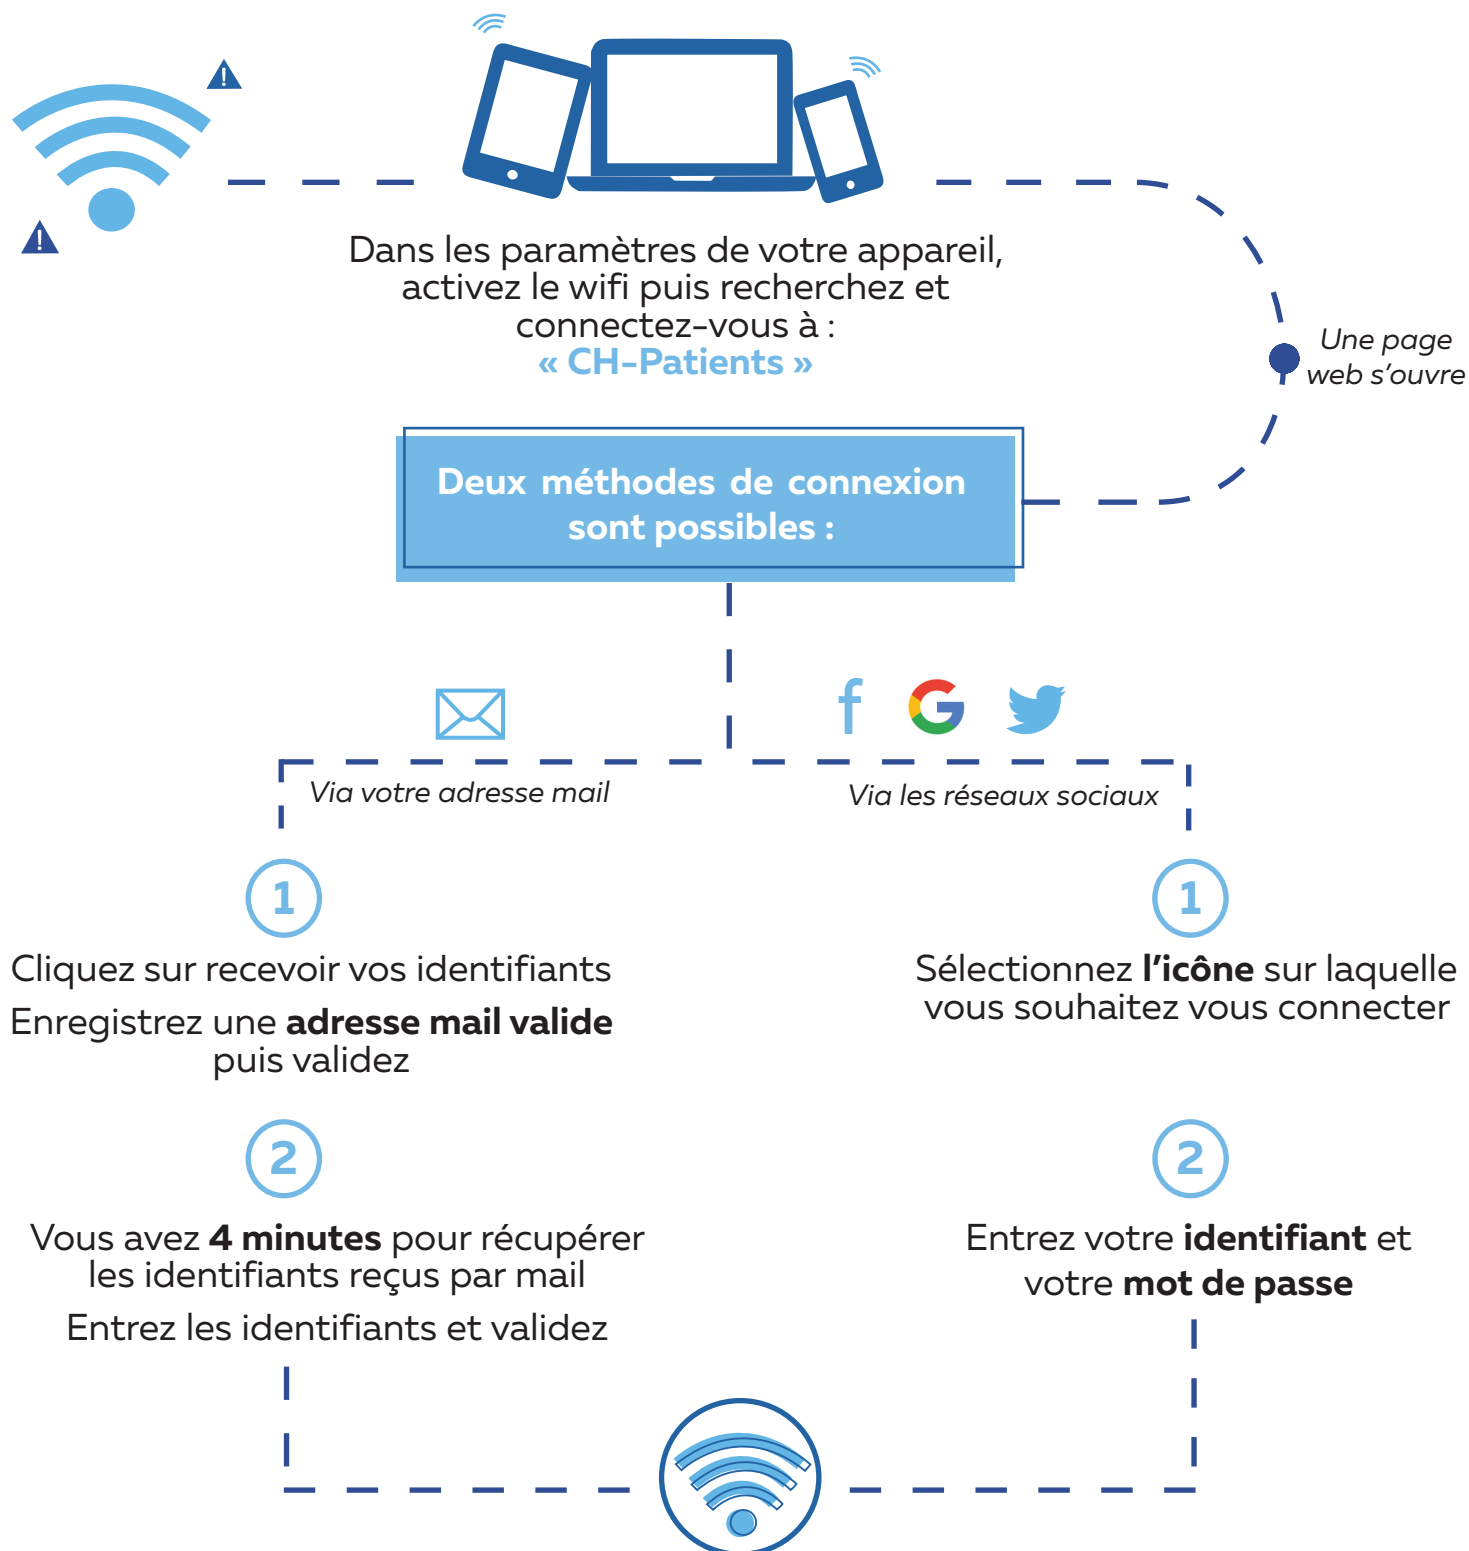 Dans les paramètres de votre appareil,
activez le wifi puis recherchez et
connectez-vous à :
« CH-Patients »
Une page
web s’ouvre
Deux méthodes de connexion
sont possibles :
Via votre adresse mail
1
Cliquez sur recevoir vos identifiants
Enregistrez une adresse mail valide
puis validez
2
Vous avez 4 minutes pour récupérer
les identifiants reçus par mail
Entrez les identifiants et validez
Via les réseaux sociaux
1
Sélectionnez l’icône sur laquelle
vous souhaitez vous connecter
2
Entrez votre identifiant et
votre mot de passe